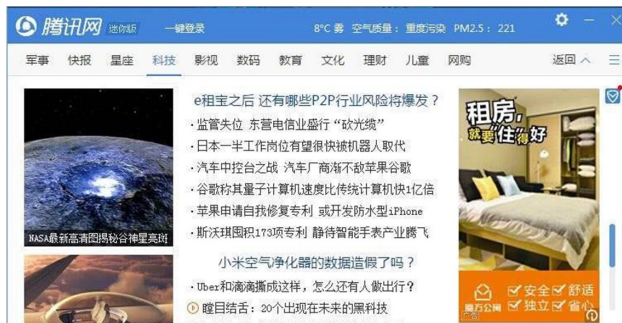 腾讯网 迷你版 一键登录 8°C 雾 空气质量： 重度污染 PM2.5： 221
军事 快报 星座 科技 影视 数码 教育 文化 理财 儿童 网购 返回
e租宝之后 还有哪些P2P行业风险将爆发？
·监管失位 东营电信业盛行“砍光缆”
·日本一半工作岗位有望很快被机器人取代
·汽车中控台之战 汽车厂商渐不敌苹果谷歌
·谷歌称其量子计算机速度比传统计算机快1亿倍
·苹果申请自我修复专利 或开发防水型iPhone
·斯沃琪囤积173项专利 静待智能手表产业腾飞
NASA最新高清图揭秘谷神星亮斑
小米空气净化器的数据造假了吗？
·Uber和滴滴撕成这样，怎么还有人做出行？
瞠目结舌：20个出现在未来的黑科技
租房，
就要“住”得好
安全 舒适
独立 省心
广告